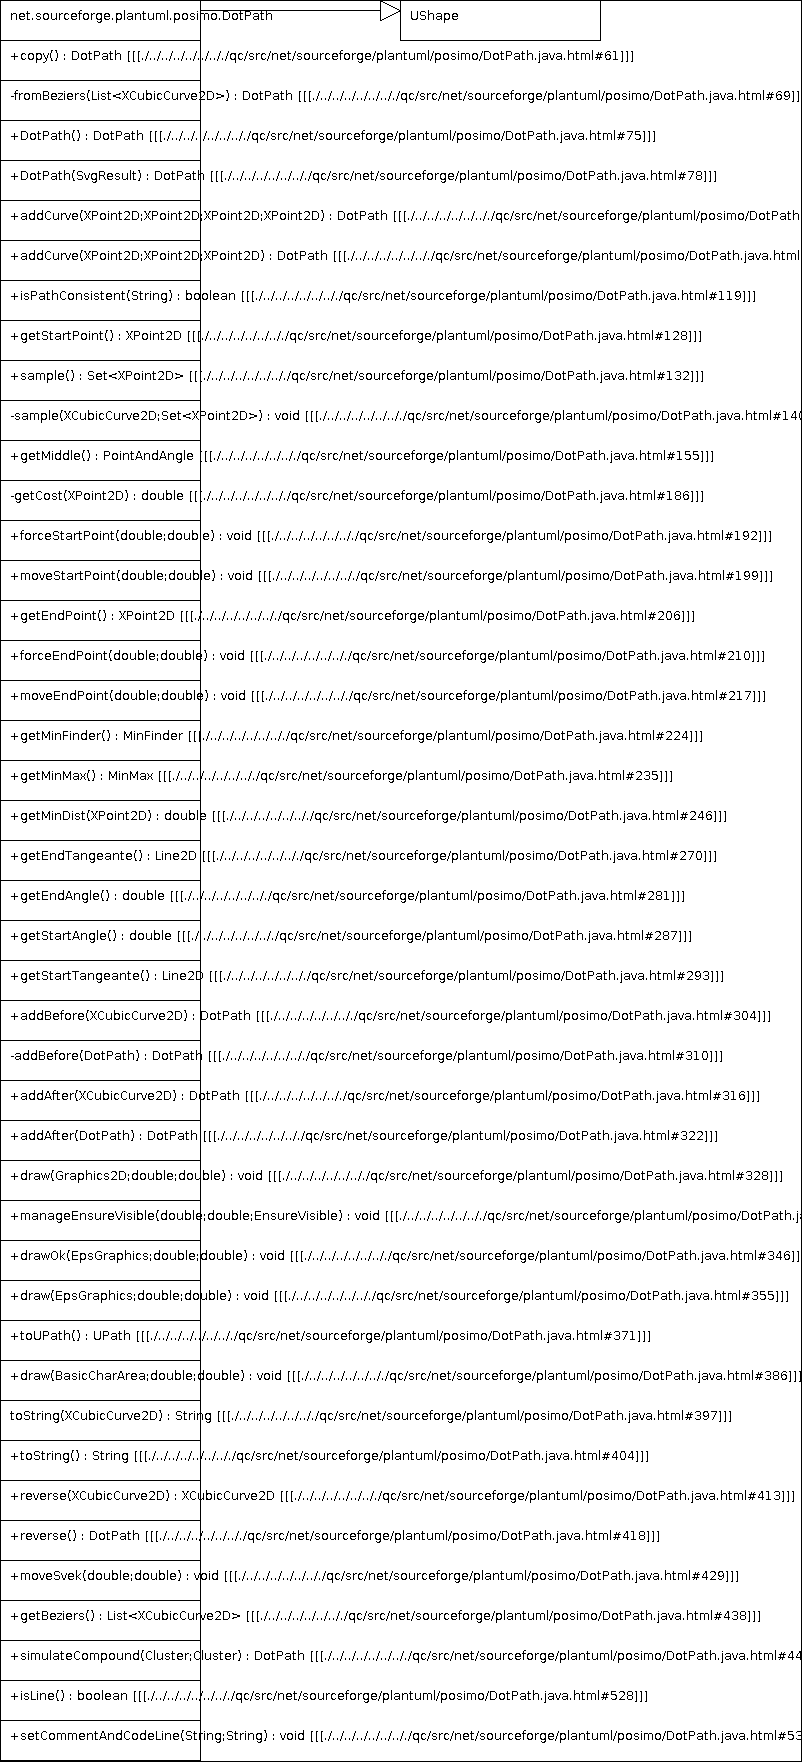 net.sourceforge.plantuml.posimo.DotPath
UShape
+copy() : DotPath [[[./../../../../../../qc/src/net/sourceforge/plantuml/posimo/DotPath.java.html#61]]]
-fromBeziers(List<XCubicCurve2D>) : DotPath [[[./../../../../../../qc/src/net/sourceforge/plantuml/posimo/DotPath.java.html#69]]]
+DotPath() : DotPath [[[./../../../../../../qc/src/net/sourceforge/plantuml/posimo/DotPath.java.html#75]]]
+DotPath(SvgResult) : DotPath [[[./../../../../../../qc/src/net/sourceforge/plantuml/posimo/DotPath.java.html#78]]]
+addCurve(XPoint2D;XPoint2D;XPoint2D;XPoint2D) : DotPath [[[./../../../../../../qc/src/net/sourceforge/plantuml/posimo/DotPath
+addCurve(XPoint2D;XPoint2D;XPoint2D) : DotPath [[[./../../../../../../qc/src/net/sourceforge/plantuml/posimo/DotPath.java.html
+isPathConsistent(String) : boolean [[[./../../../../../../qc/src/net/sourceforge/plantuml/posimo/DotPath.java.html#119]]]
+getStartPoint() : XPoint2D [[[./../../../../../../qc/src/net/sourceforge/plantuml/posimo/DotPath.java.html#128]]]
+sample() : Set<XPoint2D> [[[./../../../../../../qc/src/net/sourceforge/plantuml/posimo/DotPath.java.html#132]]]
-sample(XCubicCurve2D;Set<XPoint2D>) : void [[[./../../../../../../qc/src/net/sourceforge/plantuml/posimo/DotPath.java.html#140
+getMiddle() : PointAndAngle [[[./../../../../../../qc/src/net/sourceforge/plantuml/posimo/DotPath.java.html#155]]]
-getCost(XPoint2D) : double [[[./../../../../../../qc/src/net/sourceforge/plantuml/posimo/DotPath.java.html#186]]]
+forceStartPoint(double;double) : void [[[./../../../../../../qc/src/net/sourceforge/plantuml/posimo/DotPath.java.html#192]]]
+moveStartPoint(double;double) : void [[[./../../../../../../qc/src/net/sourceforge/plantuml/posimo/DotPath.java.html#199]]]
+getEndPoint() : XPoint2D [[[./../../../../../../qc/src/net/sourceforge/plantuml/posimo/DotPath.java.html#206]]]
+forceEndPoint(double;double) : void [[[./../../../../../../qc/src/net/sourceforge/plantuml/posimo/DotPath.java.html#210]]]
+moveEndPoint(double;double) : void [[[./../../../../../../qc/src/net/sourceforge/plantuml/posimo/DotPath.java.html#217]]]
+getMinFinder() : MinFinder [[[./../../../../../../qc/src/net/sourceforge/plantuml/posimo/DotPath.java.html#224]]]
+getMinMax() : MinMax [[[./../../../../../../qc/src/net/sourceforge/plantuml/posimo/DotPath.java.html#235]]]
+getMinDist(XPoint2D) : double [[[./../../../../../../qc/src/net/sourceforge/plantuml/posimo/DotPath.java.html#246]]]
+getEndTangeante() : Line2D [[[./../../../../../../qc/src/net/sourceforge/plantuml/posimo/DotPath.java.html#270]]]
+getEndAngle() : double [[[./../../../../../../qc/src/net/sourceforge/plantuml/posimo/DotPath.java.html#281]]]
+getStartAngle() : double [[[./../../../../../../qc/src/net/sourceforge/plantuml/posimo/DotPath.java.html#287]]]
+getStartTangeante() : Line2D [[[./../../../../../../qc/src/net/sourceforge/plantuml/posimo/DotPath.java.html#293]]]
+addBefore(XCubicCurve2D) : DotPath [[[./../../../../../../qc/src/net/sourceforge/plantuml/posimo/DotPath.java.html#304]]]
-addBefore(DotPath) : DotPath [[[./../../../../../../qc/src/net/sourceforge/plantuml/posimo/DotPath.java.html#310]]]
+addAfter(XCubicCurve2D) : DotPath [[[./../../../../../../qc/src/net/sourceforge/plantuml/posimo/DotPath.java.html#316]]]
+addAfter(DotPath) : DotPath [[[./../../../../../../qc/src/net/sourceforge/plantuml/posimo/DotPath.java.html#322]]]
+draw(Graphics2D;double;double) : void [[[./../../../../../../qc/src/net/sourceforge/plantuml/posimo/DotPath.java.html#328]]]
+manageEnsureVisible(double;double;EnsureVisible) : void [[[./../../../../../../qc/src/net/sourceforge/plantuml/posimo/DotPath.j
+drawOk(EpsGraphics;double;double) : void [[[./../../../../../../qc/src/net/sourceforge/plantuml/posimo/DotPath.java.html#346]]]
+draw(EpsGraphics;double;double) : void [[[./../../../../../../qc/src/net/sourceforge/plantuml/posimo/DotPath.java.html#355]]]
+toUPath() : UPath [[[./../../../../../../qc/src/net/sourceforge/plantuml/posimo/DotPath.java.html#371]]]
+draw(BasicCharArea;double;double) : void [[[./../../../../../../qc/src/net/sourceforge/plantuml/posimo/DotPath.java.html#386]]]
toString(XCubicCurve2D) : String [[[./../../../../../../qc/src/net/sourceforge/plantuml/posimo/DotPath.java.html#397]]]
+toString() : String [[[./../../../../../../qc/src/net/sourceforge/plantuml/posimo/DotPath.java.html#404]]]
+reverse(XCubicCurve2D) : XCubicCurve2D [[[./../../../../../../qc/src/net/sourceforge/plantuml/posimo/DotPath.java.html#413]]]
+reverse() : DotPath [[[./../../../../../../qc/src/net/sourceforge/plantuml/posimo/DotPath.java.html#418]]]
+moveSvek(double;double) : void [[[./../../../../../../qc/src/net/sourceforge/plantuml/posimo/DotPath.java.html#429]]]
+getBeziers() : List<XCubicCurve2D> [[[./../../../../../../qc/src/net/sourceforge/plantuml/posimo/DotPath.java.html#438]]]
+simulateCompound(Cluster;Cluster) : DotPath [[[./../../../../../../qc/src/net/sourceforge/plantuml/posimo/DotPath.java.html#44
+isLine() : boolean [[[./../../../../../../qc/src/net/sourceforge/plantuml/posimo/DotPath.java.html#528]]]
+setCommentAndCodeLine(String;String) : void [[[./../../../../../../qc/src/net/sourceforge/plantuml/posimo/DotPath.java.html#53